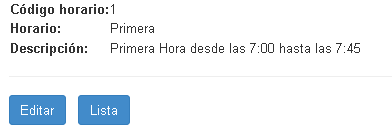 Código horario:1
Horario: Primera
Descripción: Primera Hora desde las 7:00 hasta las 7:45
Editar Lista